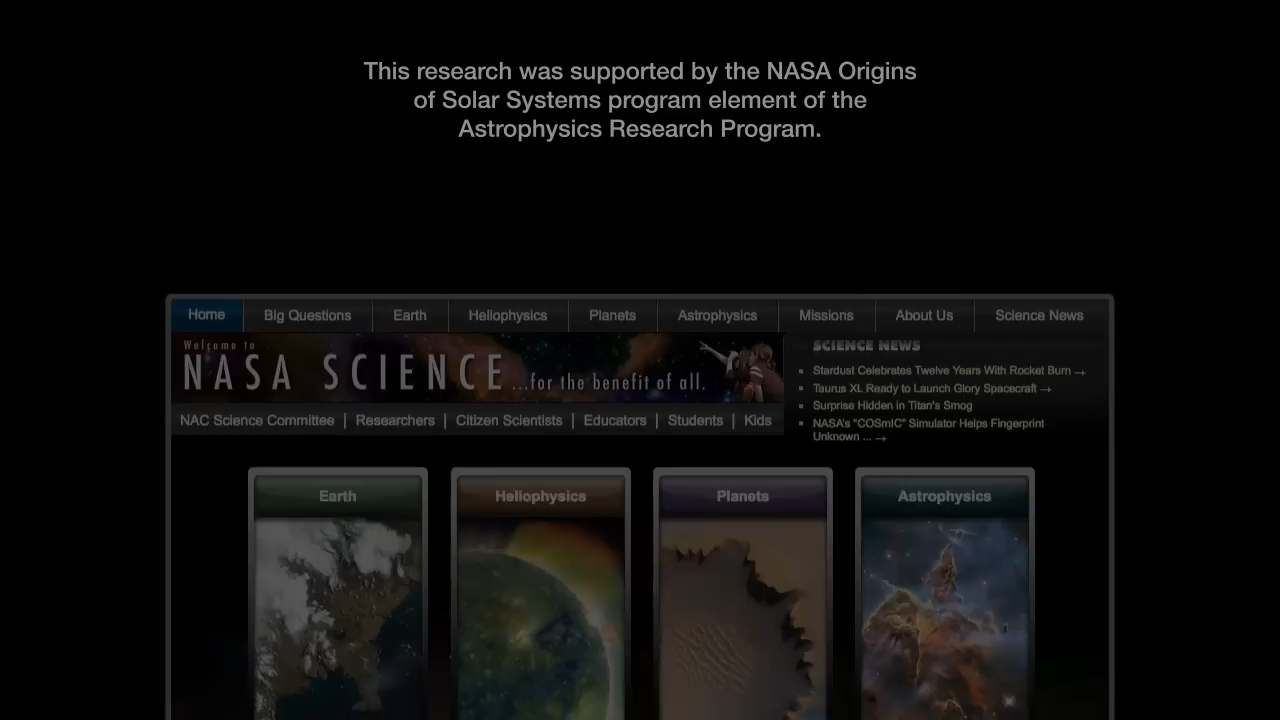 This research was supported by the NASA Origins
of Solar Systems program element of the
Astrophysics Research Program.
Home Big Questions Earth Heliophysics Planets Astrophysics Missions About Us Science News
Welcome to
NASA SCIENCE ...for the benefit of all.
NAC Science Committee | Researchers | Citizen Scientists | Educators | Students | Kids
SCIENCE NEWS
Stardust Celebrates Twelve Years With Rocket Burn →
Taurus XL Ready to Launch Glory Spacecraft →
Surprise Hidden in Titan's Smog
NASA's "COSmIC" Simulator Helps Fingerprint
Unknown ... →
Earth Heliophysics Planets Astrophysics